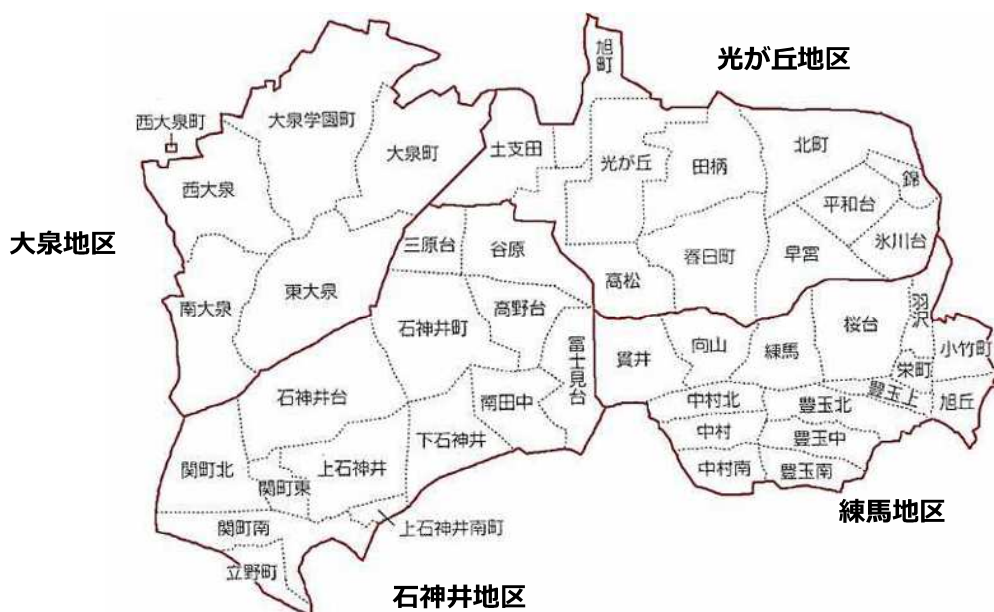 光が丘地区
旭町
西大泉町
大泉学園町
大泉町
土支田
光が丘
田柄
北町
錦
西大泉
平和台
氷川台
大泉地区
三原台
谷原
高松
春日町
早宮
南大泉
東大泉
石神井町
高野台
富士見台
貫井
向山
練馬
桜台
羽沢
小竹町
栄町
石神井台
南田中
中村北
豊玉北
豊玉上
旭丘
下石神井
中村
豊玉中
関町北
関町東
上石神井
中村南
豊玉南
練馬地区
関町南
上石神井南町
立野町
石神井地区